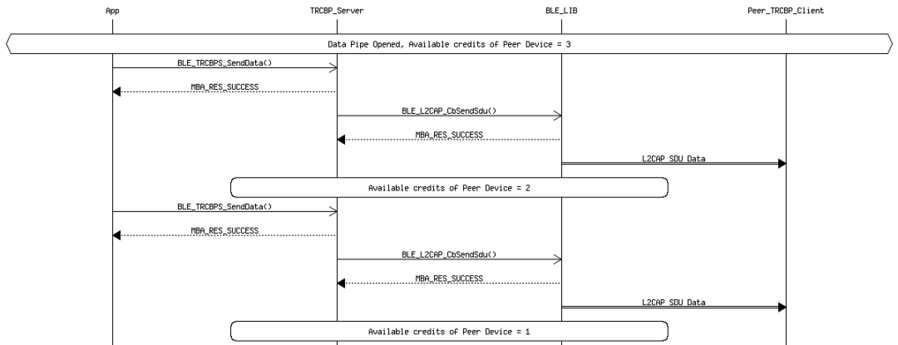 App TRCBP_Server BLE_LIB Peer_TRCBP_Client
Data Pipe Opened, Available credits of Peer Device = 3
BLE_TRCBPS_SendData()
MBA_RES_SUCCESS
BLE_L2CAP_CbSendSdu()
MBA_RES_SUCCESS
L2CAP SDU Data
Available credits of Peer Device = 2
BLE_TRCBPS_SendData()
MBA_RES_SUCCESS
BLE_L2CAP_CbSendSdu()
MBA_RES_SUCCESS
L2CAP SDU Data
Available credits of Peer Device = 1